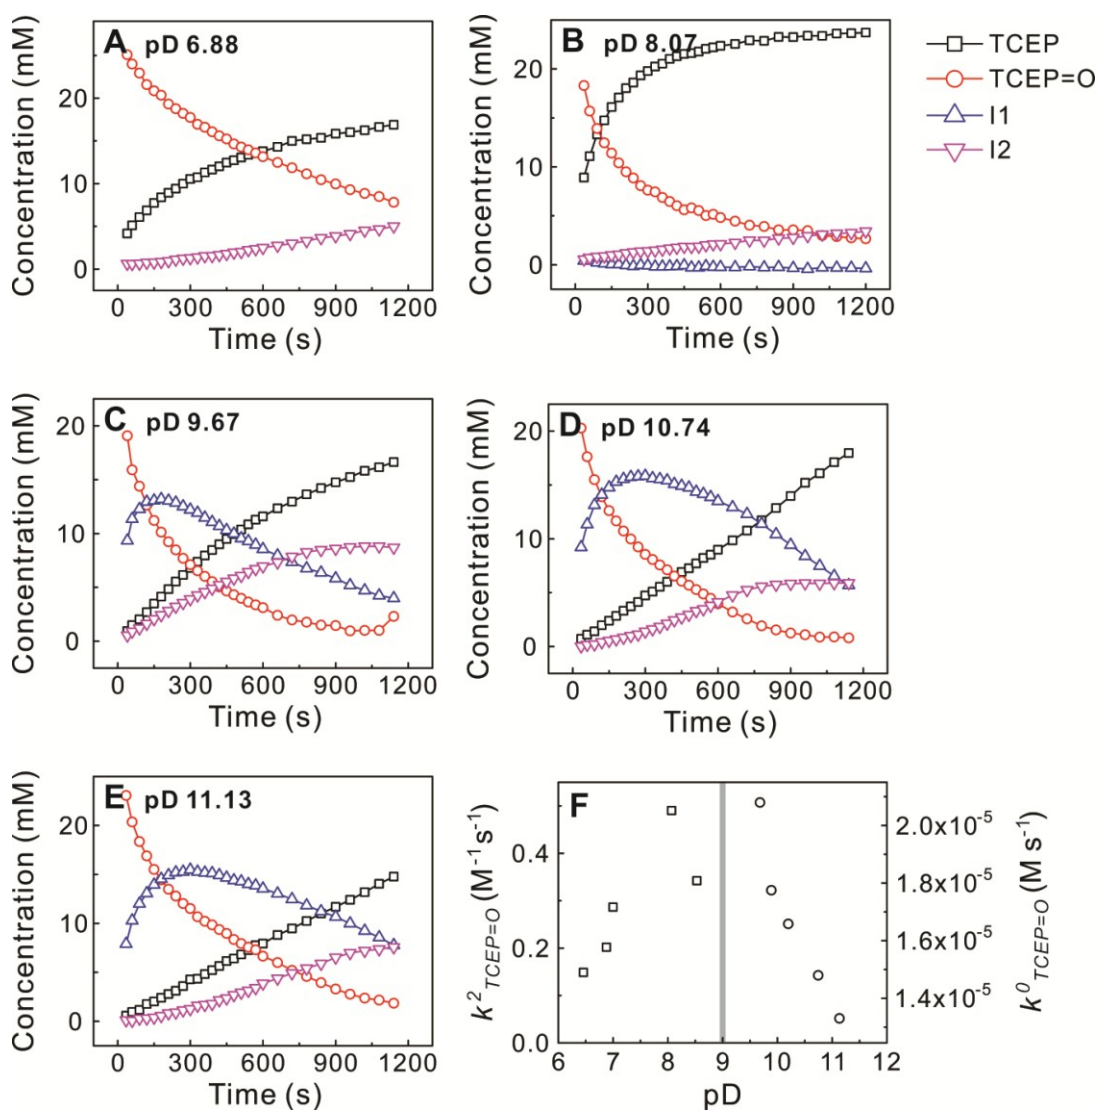 A pD 6.88
Concentration (mM)
20
10
0
0 300 600 900 1200
Time (s)
B pD 8.07
Concentration (mM)
20
10
0
0 300 600 900 1200
Time (s)
TCEP
TCEP=O
I1
I2
C pD 9.67
Concentration (mM)
20
10
0
0 300 600 900 1200
Time (s)
D pD 10.74
Concentration (mM)
20
10
0
0 300 600 900 1200
Time (s)
E pD 11.13
Concentration (mM)
20
10
0
0 300 600 900 1200
Time (s)
F
k²TCEP=O (M⁻¹s⁻¹)
0.4
0.2
0.0
6 7 8 9 10 11 12
pD
2.0x10⁻⁵
1.8x10⁻⁵
1.6x10⁻⁵
1.4x10⁻⁵
k⁰TCEP=O (M s⁻¹)